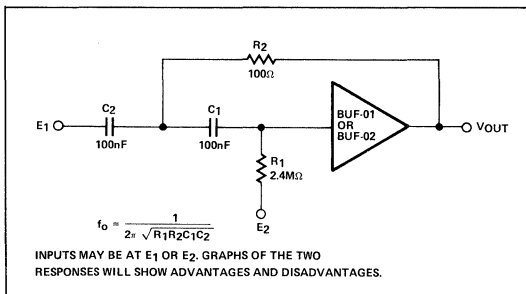 R2
100Ω
C2
C1
E1
100nF
100nF
BUF-01
OR
BUF-02
VOUT
R1
2.4MΩ
E2
fo = 1 / 2π √R1R2C1C2
INPUTS MAY BE AT E1 OR E2. GRAPHS OF THE TWO
RESPONSES WILL SHOW ADVANTAGES AND DISADVANTAGES.